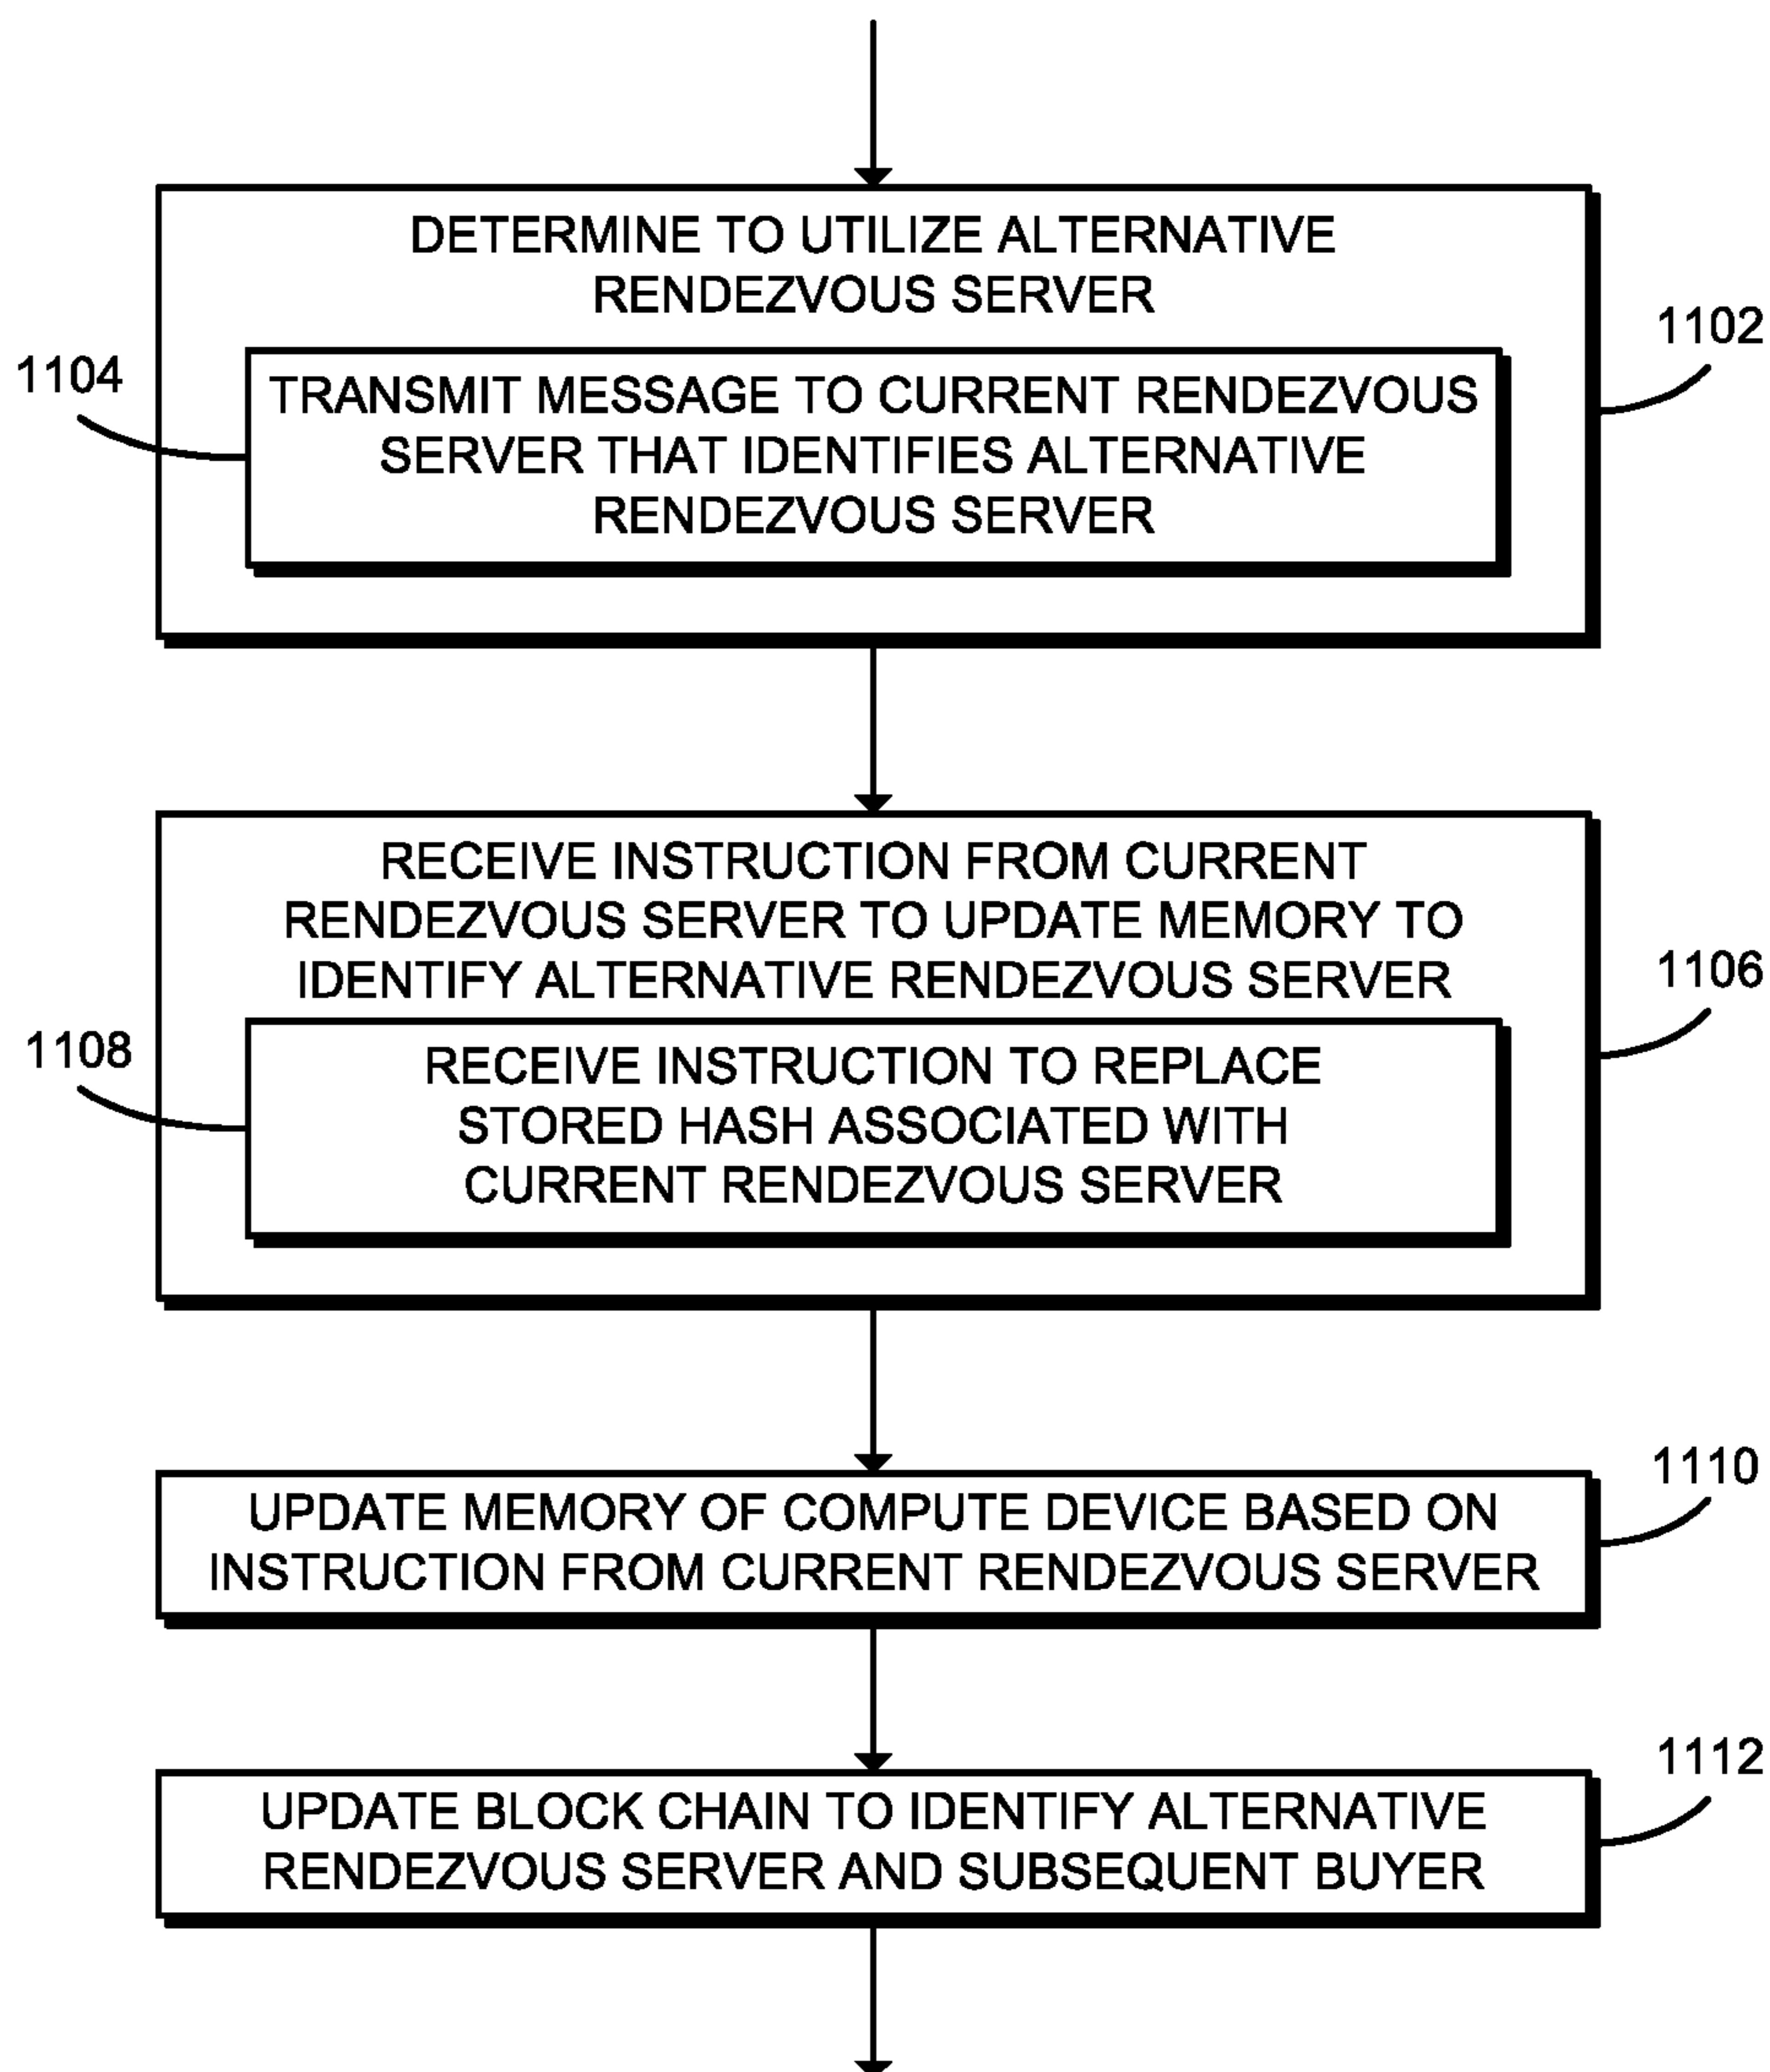 DETERMINE TO UTILIZE ALTERNATIVE
RENDEZVOUS SERVER
1102
1104
TRANSMIT MESSAGE TO CURRENT RENDEZVOUS
SERVER THAT IDENTIFIES ALTERNATIVE
RENDEZVOUS SERVER
RECEIVE INSTRUCTION FROM CURRENT
RENDEZVOUS SERVER TO UPDATE MEMORY TO
IDENTIFY ALTERNATIVE RENDEZVOUS SERVER
1106
1108
RECEIVE INSTRUCTION TO REPLACE
STORED HASH ASSOCIATED WITH
CURRENT RENDEZVOUS SERVER
1110
UPDATE MEMORY OF COMPUTE DEVICE BASED ON
INSTRUCTION FROM CURRENT RENDEZVOUS SERVER
1112
UPDATE BLOCK CHAIN TO IDENTIFY ALTERNATIVE
RENDEZVOUS SERVER AND SUBSEQUENT BUYER